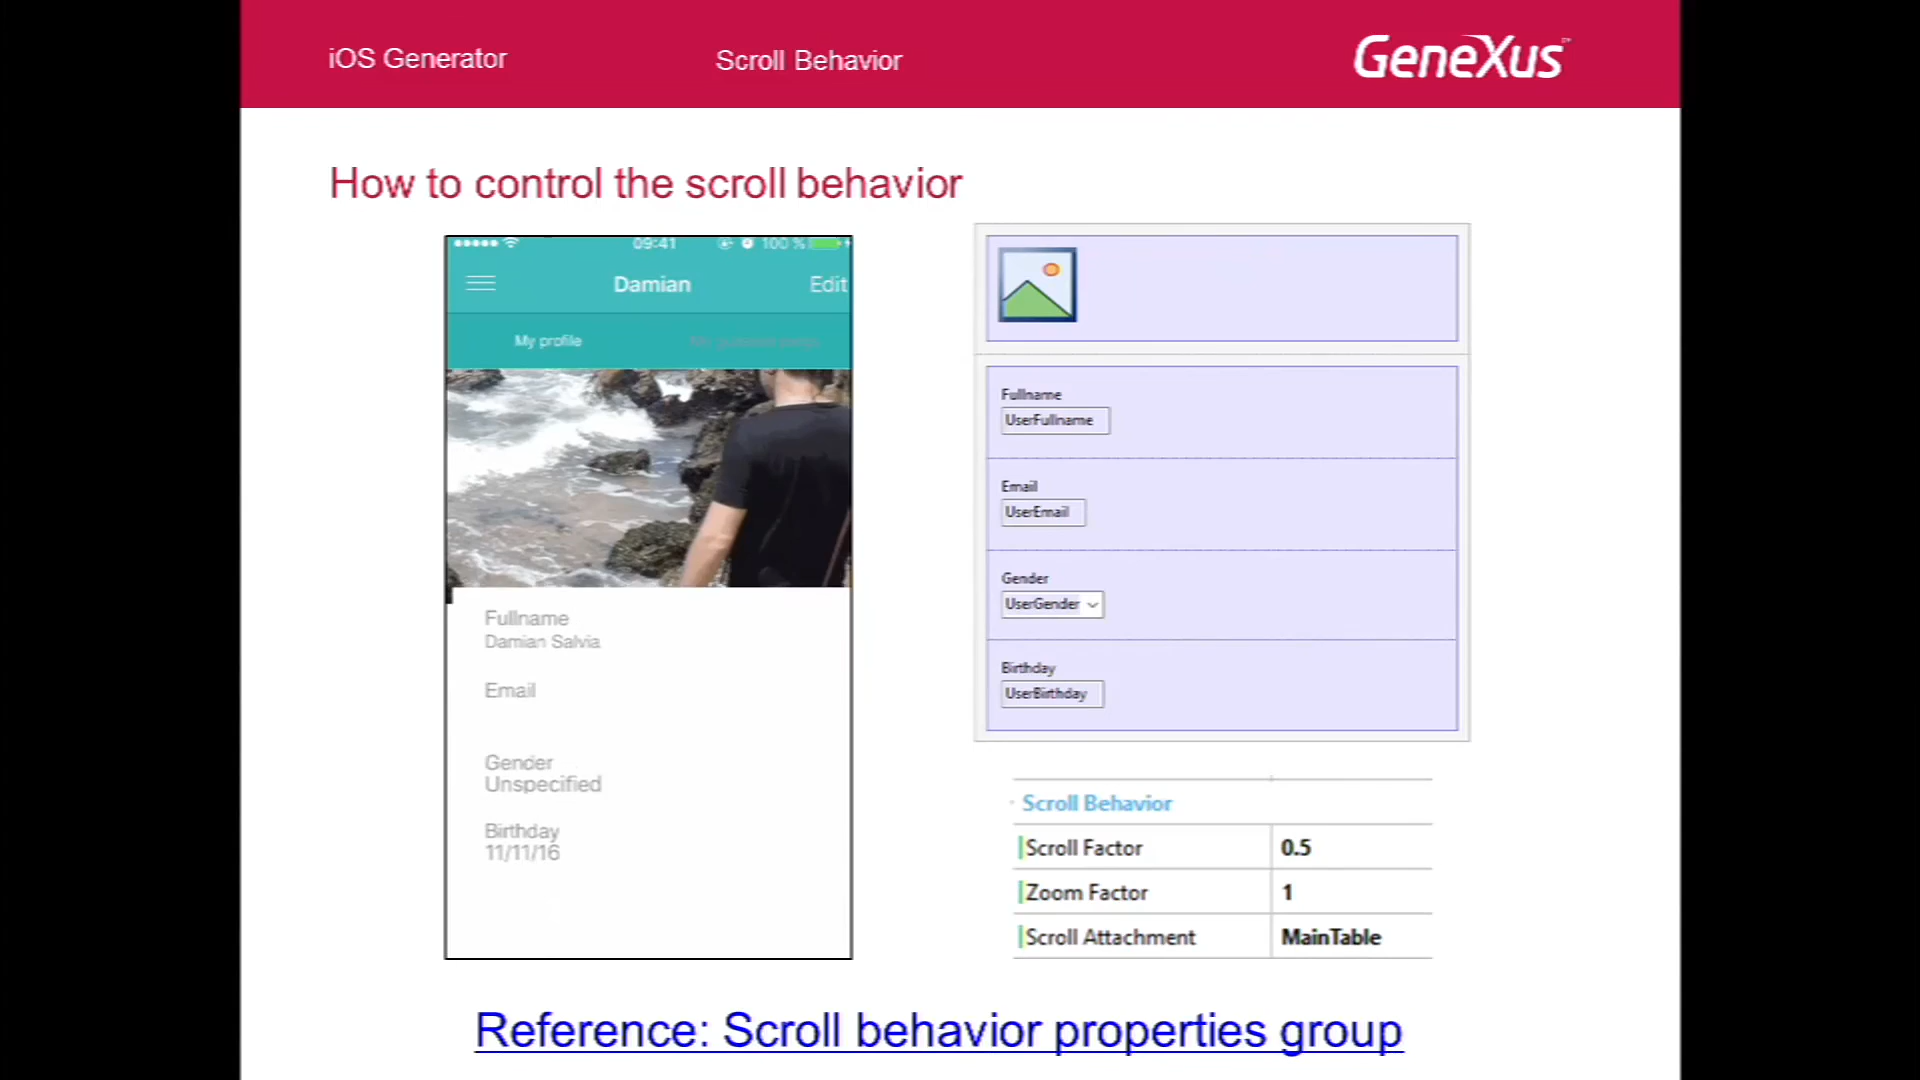 iOS Generator
Scroll Behavior
GeneXus™
How to control the scroll behavior
09:41
100 %
Damian
Edit
My profile
Fullname
Damian Salvia
Email
Gender
Unspecified
Birthday
11/11/16
Fullname
UserFullname
Email
UserEmail
Gender
UserGender
Birthday
UserBirthday
Scroll Behavior
Scroll Factor 0.5
Zoom Factor 1
Scroll Attachment MainTable
Reference: Scroll behavior properties group